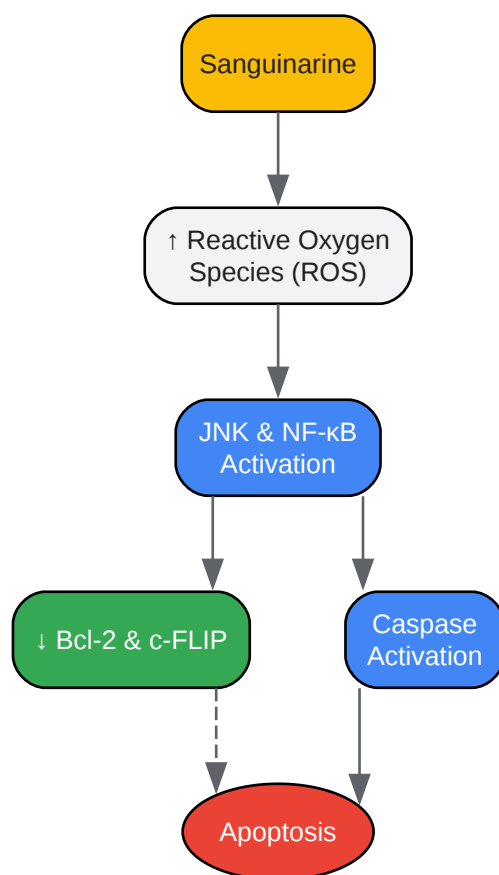 Sanguinarine
↑ Reactive Oxygen
Species (ROS)
JNK & NF-κB
Activation
↓ Bcl-2 & c-FLIP
Caspase
Activation
Apoptosis